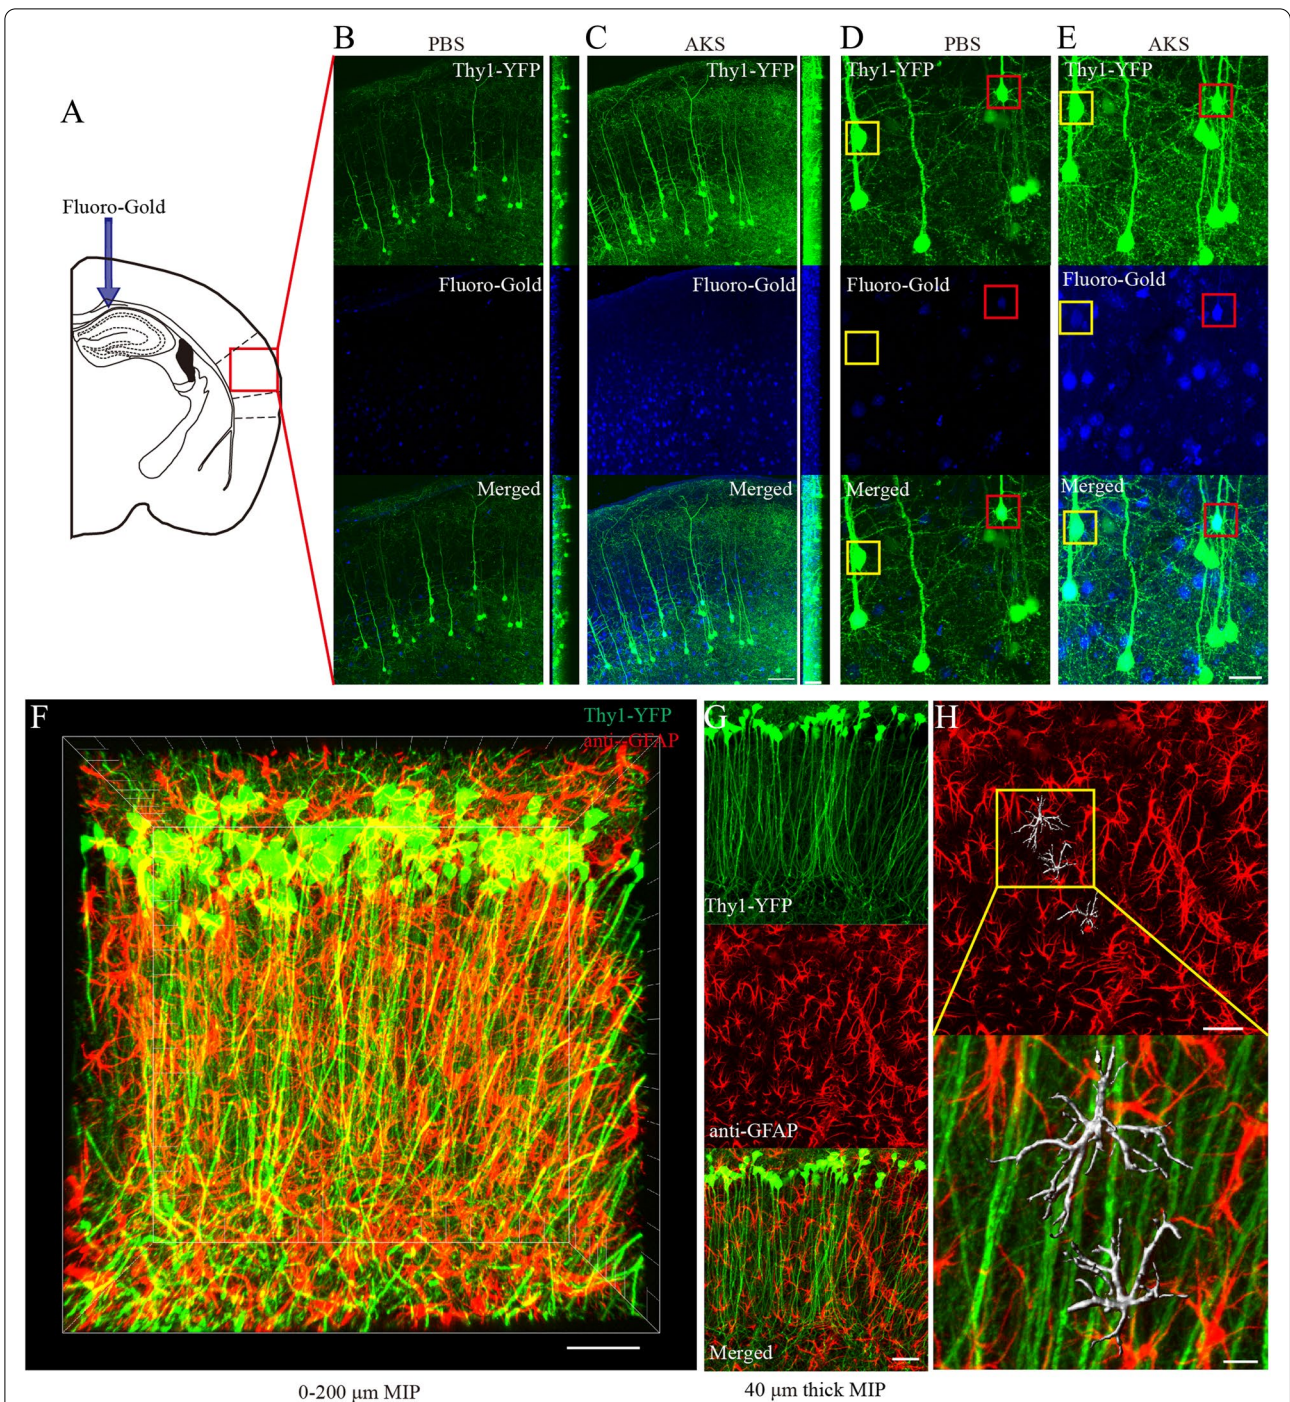 A
Fluoro-Gold
B
PBS
Thy1-YFP
Fluoro-Gold
Merged
C
AKS
Thy1-YFP
Fluoro-Gold
Merged
D
PBS
Thy1-YFP
Fluoro-Gold
Merged
E
AKS
Thy1-YFP
Fluoro-Gold
Merged
F
Thy1-YFP
anti-GFAP
0-200 μm MIP
G
Thy1-YFP
anti-GFAP
Merged
40 μm thick MIP
H